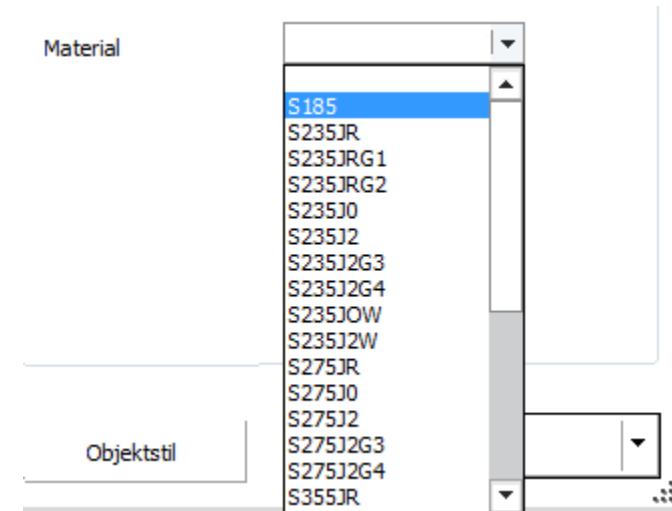 Material
S185
S235JR
S235JRG1
S235JRG2
S235J0
S235J2
S235J2G3
S235J2G4
S235JOW
S235J2W
S275JR
S275J0
S275J2
S275J2G3
S275J2G4
S355JR
Objektstil